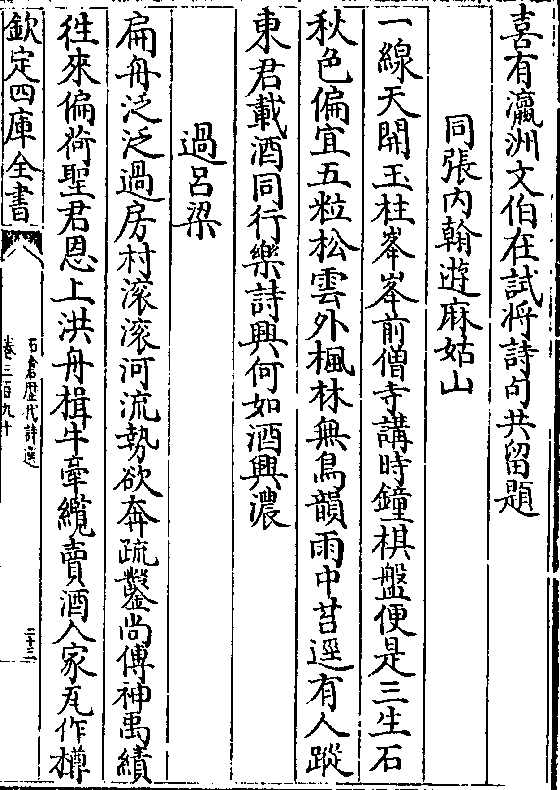 喜有瀛洲文伯在試將詩句共留題
同張内翰遊麻姑山
一線天開玉柱峯峯前僧寺講時鐘棋盤便是三生石
秋色偏宜五粒松雲外楓林無鳥韻雨中苔逕有人蹤
東君載酒同行樂詩興何如酒興濃
過吕梁
扁舟泛泛過房村滚滚河流勢欲奔疏鑿尚傳神禹績
徃來偏荷聖君恩上洪舟楫牛牽纜賣酒人家瓦作樽
欽定四庫全書
石倉歴代詩選
卷三百九十
二十三